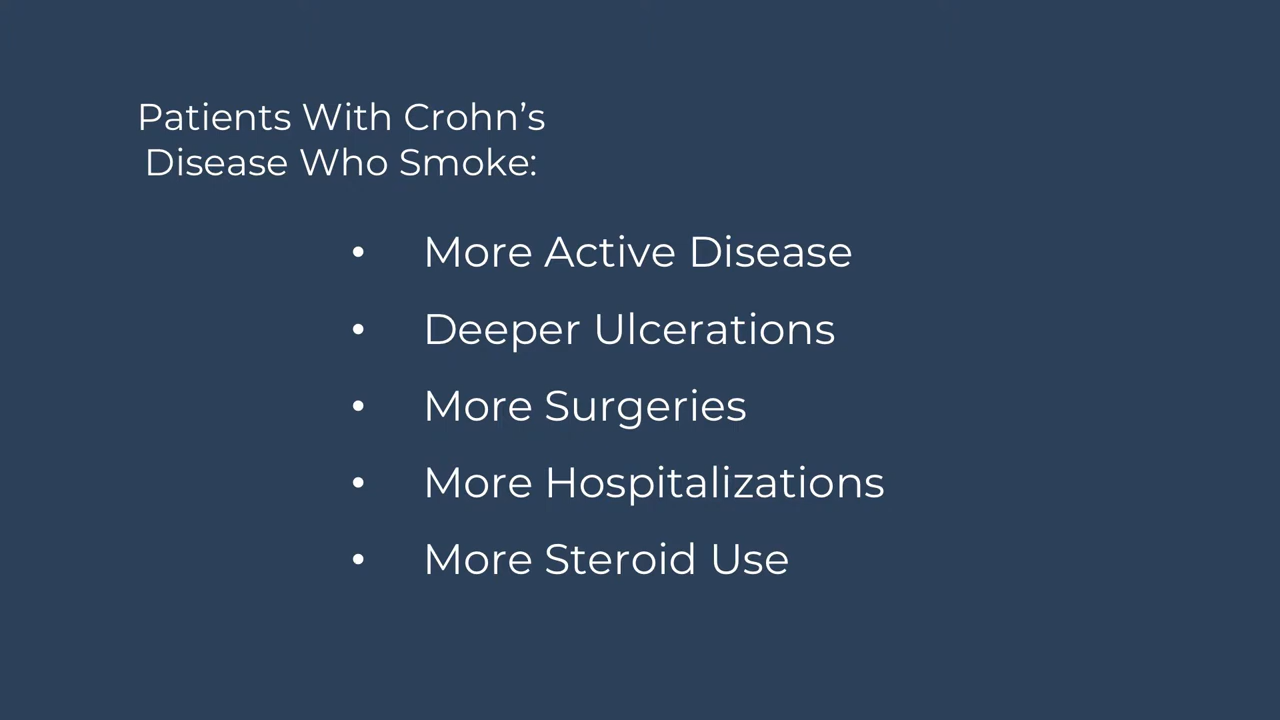 Patients With Crohn’s
Disease Who Smoke:
• More Active Disease
• Deeper Ulcerations
• More Surgeries
• More Hospitalizations
• More Steroid Use